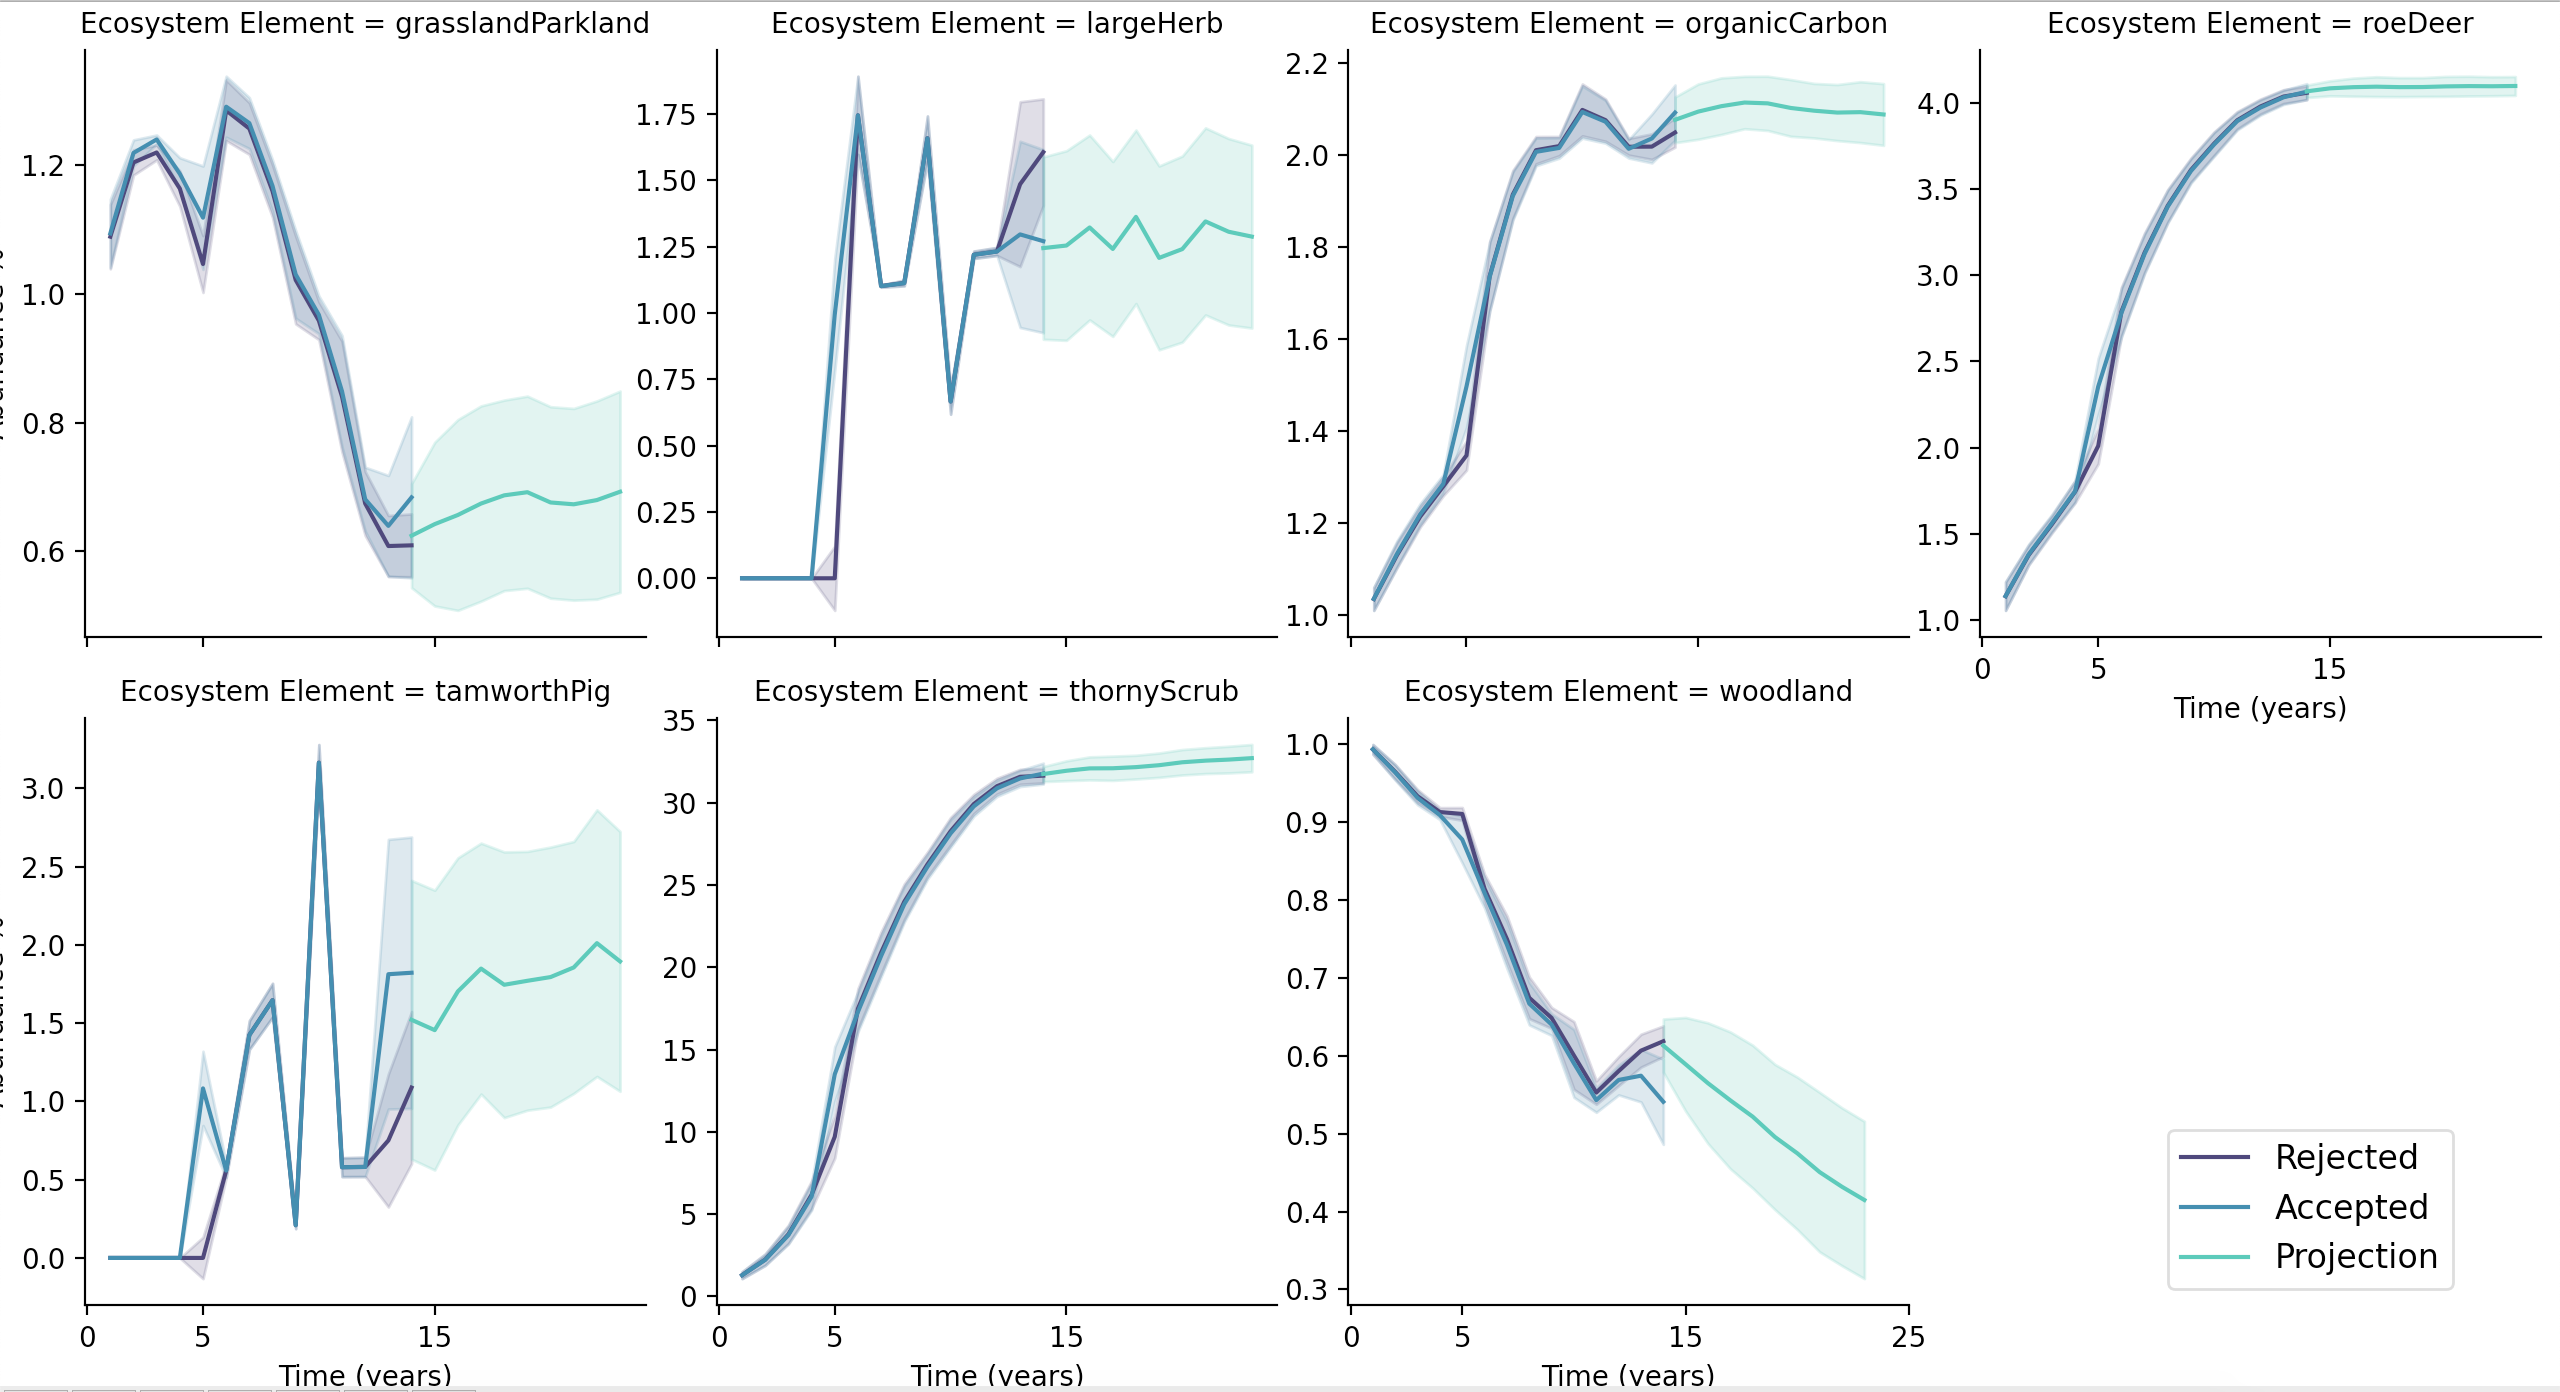 Ecosystem Element = grasslandParkland
Ecosystem Element = largeHerb
Ecosystem Element = organicCarbon
Ecosystem Element = roeDeer
1.2
1.0
0.8
0.6
1.75
1.50
1.25
1.00
0.75
0.50
0.25
0.00
2.2
2.0
1.8
1.6
1.4
1.2
1.0
4.0
3.5
3.0
2.5
2.0
1.5
1.0
0 5 15
Time (years)
Ecosystem Element = tamworthPig
Ecosystem Element = thornyScrub
Ecosystem Element = woodland
3.0
2.5
2.0
1.5
1.0
0.5
0.0
0 5 15
Time (years)
35
30
25
20
15
10
5
0
0 5 15
Time (years)
1.0
0.9
0.8
0.7
0.6
0.5
0.4
0.3
0 5 15 25
Time (years)
Rejected
Accepted
Projection